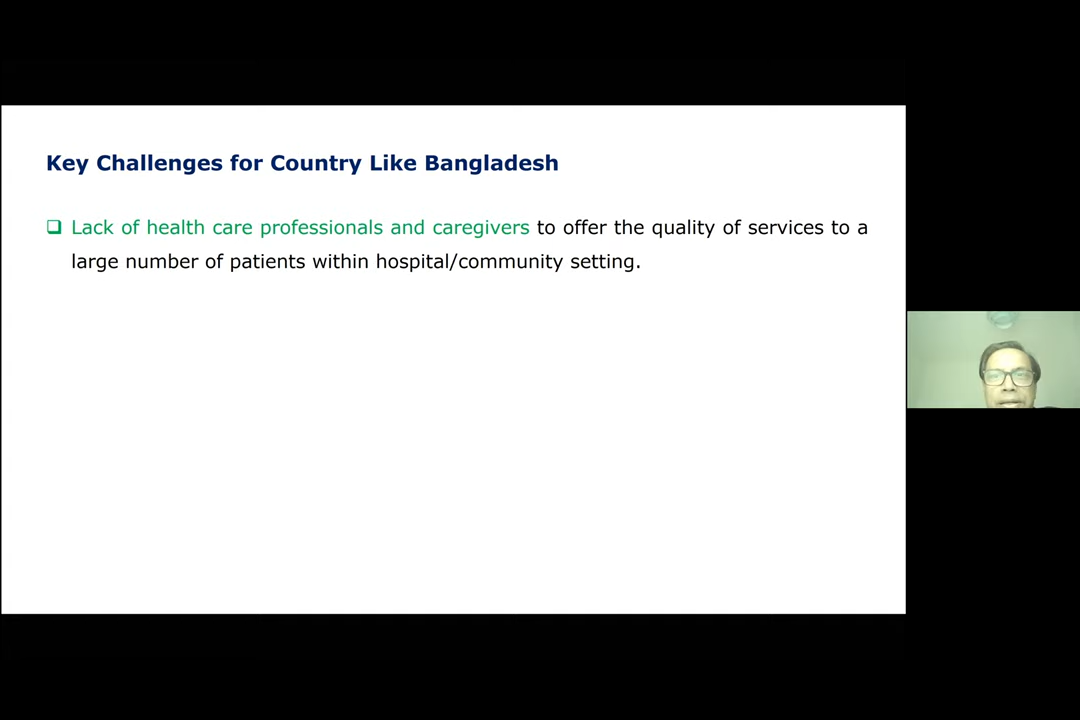 Key Challenges for Country Like Bangladesh
Lack of health care professionals and caregivers to offer the quality of services to a
large number of patients within hospital/community setting.